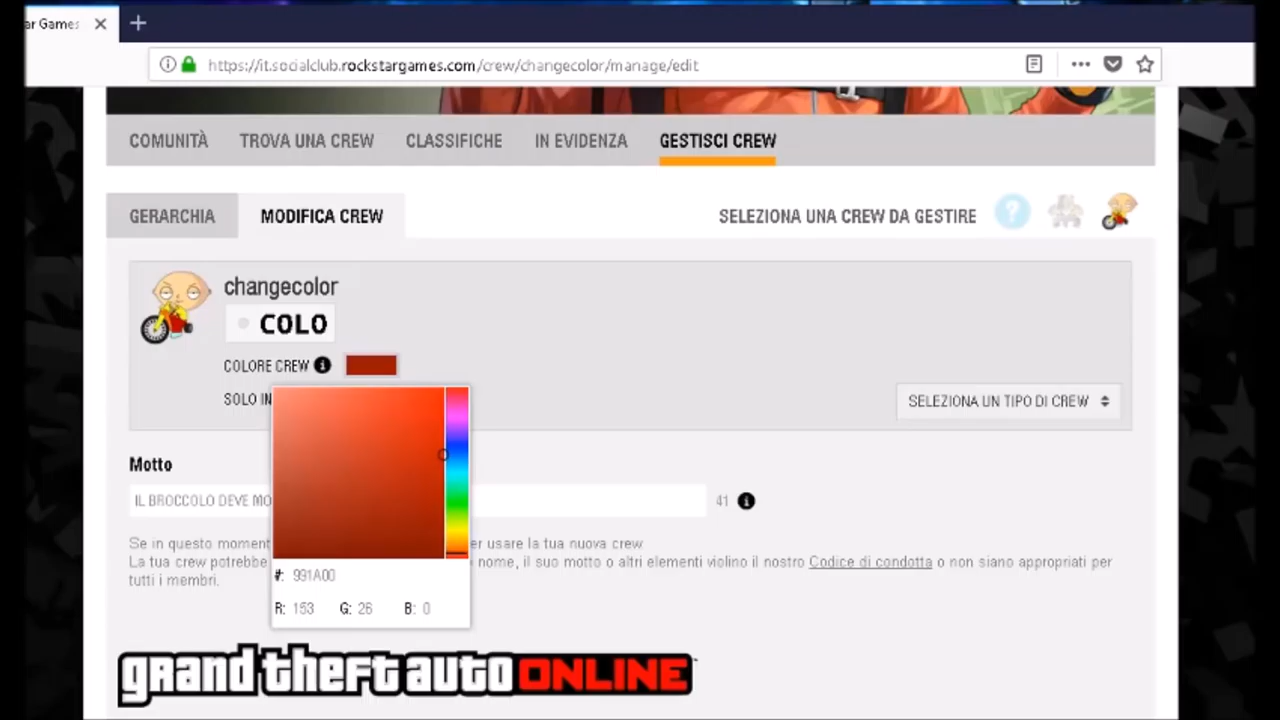 ar Games
https://it.socialclub.rockstargames.com/crew/changecolor/manage/edit
COMUNITÀ TROVA UNA CREW CLASSIFICHE IN EVIDENZA GESTISCI CREW
GERARCHIA MODIFICA CREW SELEZIONA UNA CREW DA GESTIRE
changecolor
COLO
COLORE CREW
SOLO IN
SELEZIONA UN TIPO DI CREW
Motto
IL BROCCOLO DEVE MO
41
Se in questo moment er usare la tua nuova crew
La tua crew potrebbe nome, il suo motto o altri elementi violino il nostro Codice di condotta o non siano appropriati per
tutti i membri.
#: 991A00
R: 153 G: 26 B: 0
grand theft auto ONLINE